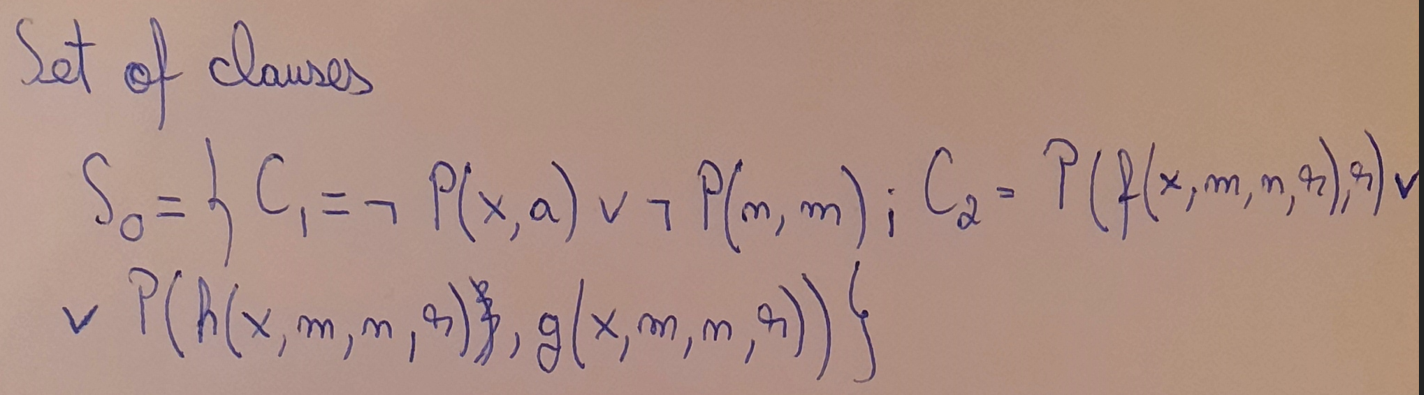 Set of clauses
S₀ = { C₁ = ¬ P(x, a) ∨ ¬ P(n, m) ; C₂ = P(f(x, m, n, r), r) ∨
∨ P(h(x, m, n, r), g(x, m, n, r)) }